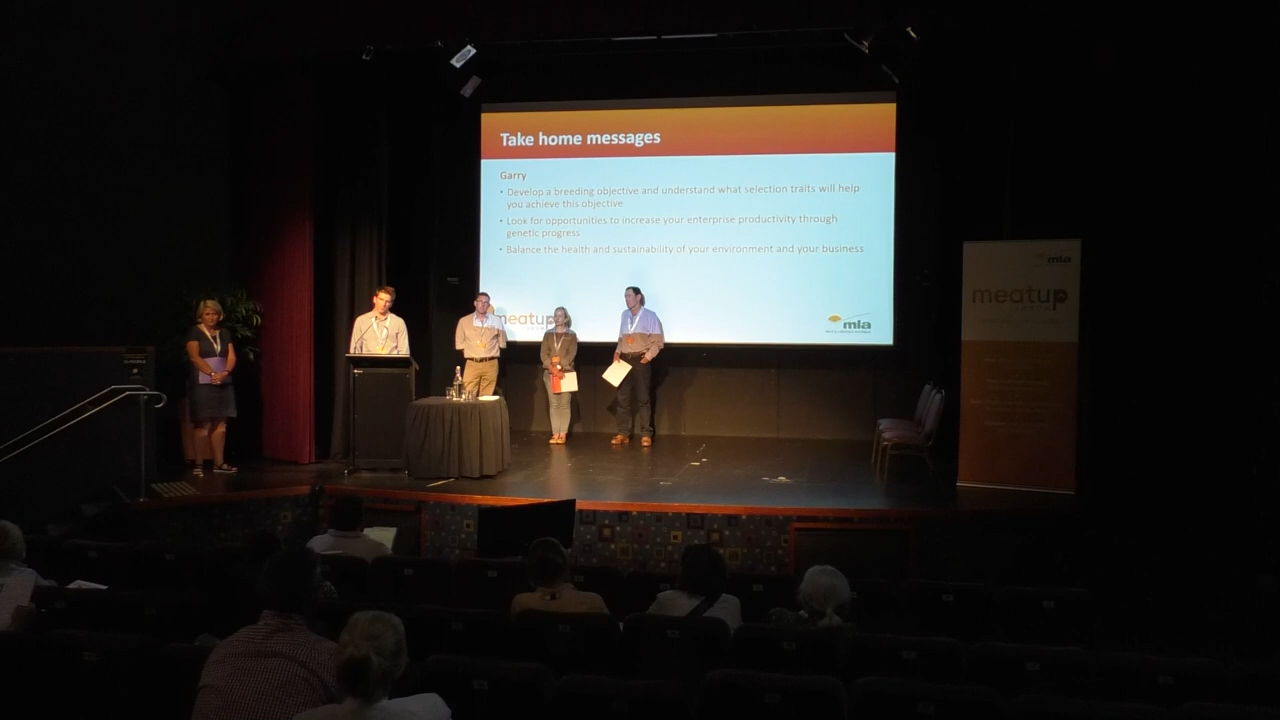 Take home messages
Garry
• Develop a breeding objective and understand what selection traits will help
you achieve this objective
• Look for opportunities to increase your enterprise productivity through
genetic progress
• Balance the health and sustainability of your environment and your business
meatup
mla
mla
meatup